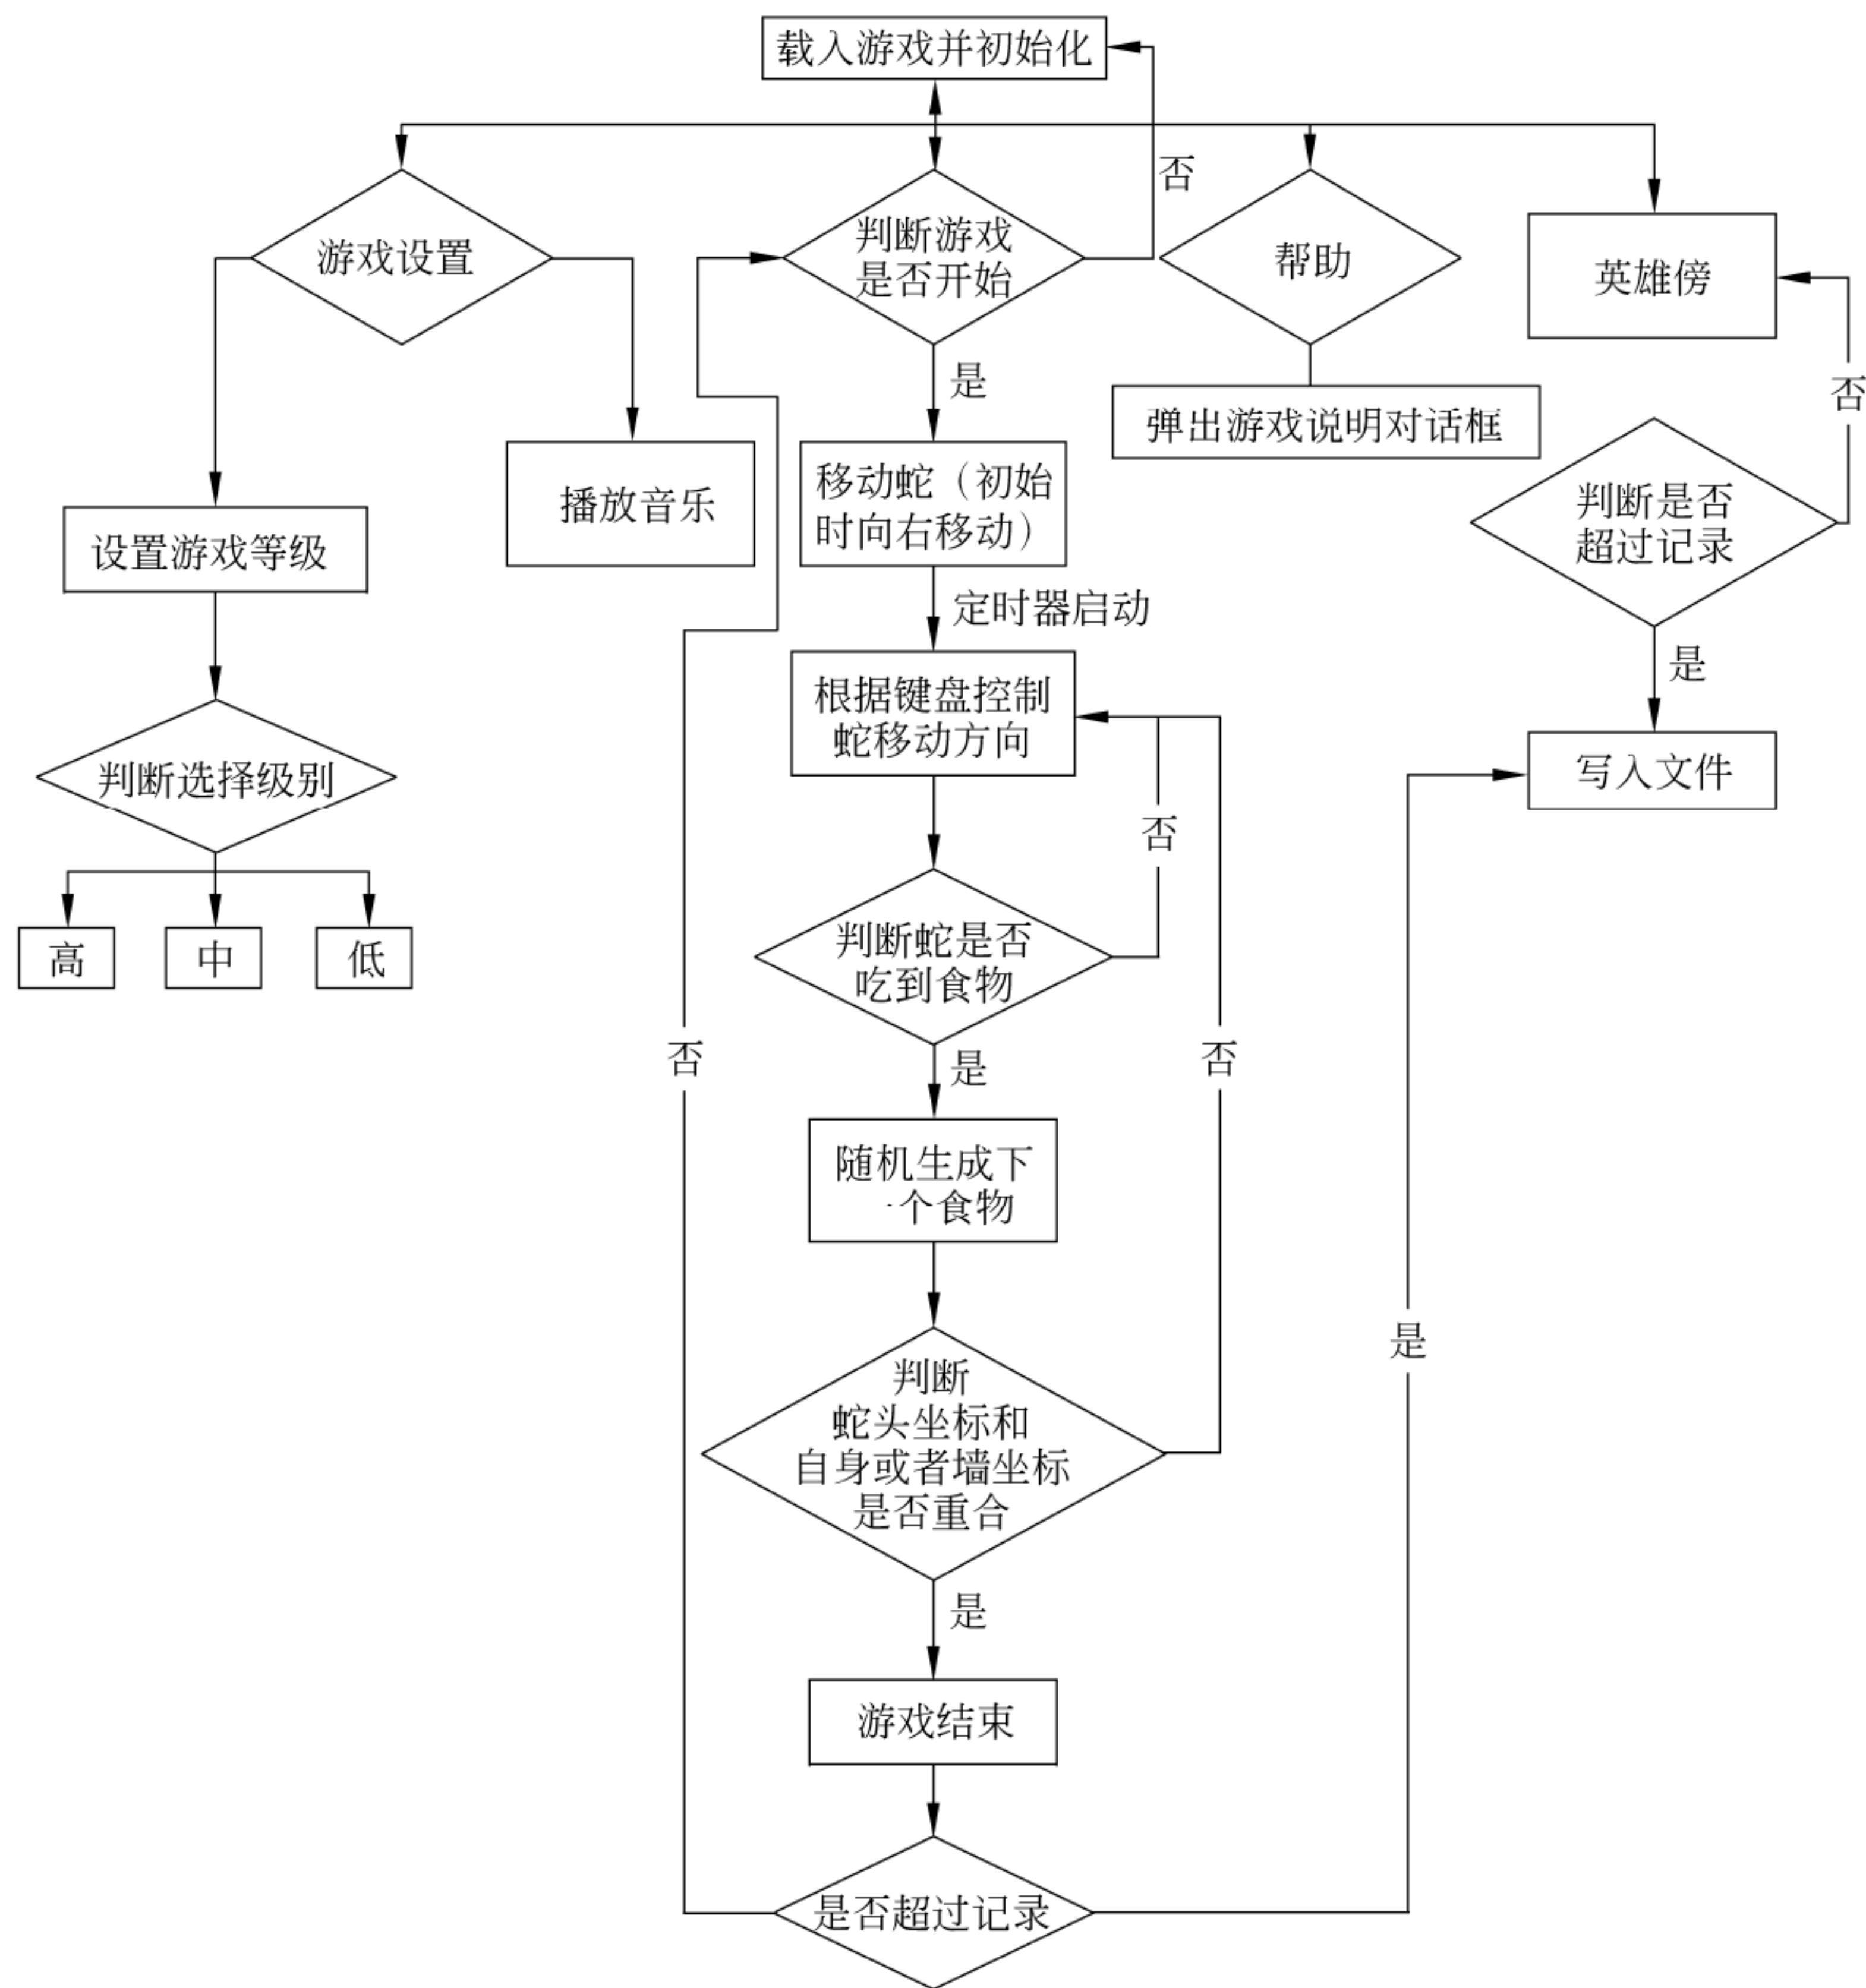 载入游戏并初始化
否
游戏设置
判断游戏
是否开始
帮助
英雄傍
是
弹出游戏说明对话框
否
播放音乐
移动蛇（初始
时向右移动）
设置游戏等级
判断是否
超过记录
定时器启动
是
根据键盘控制
蛇移动方向
写入文件
判断选择级别
否
高
中
低
判断蛇是否
吃到食物
否
是
否
随机生成下
一个食物
是
判断
蛇头坐标和
自身或者墙坐标
是否重合
是
游戏结束
是否超过记录